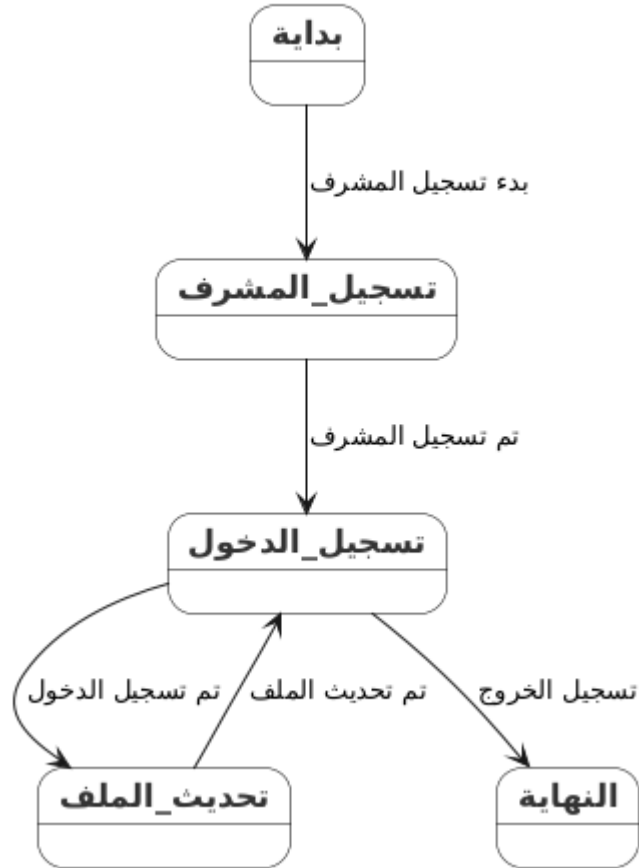 بداية
بدء تسجيل المشرف
تسجيل_المشرف
تم تسجيل المشرف
تسجيل_الدخول
تسجيل الخروج
تم تحديث الملف
تم تسجيل الدخول
النهاية
تحديث_الملف